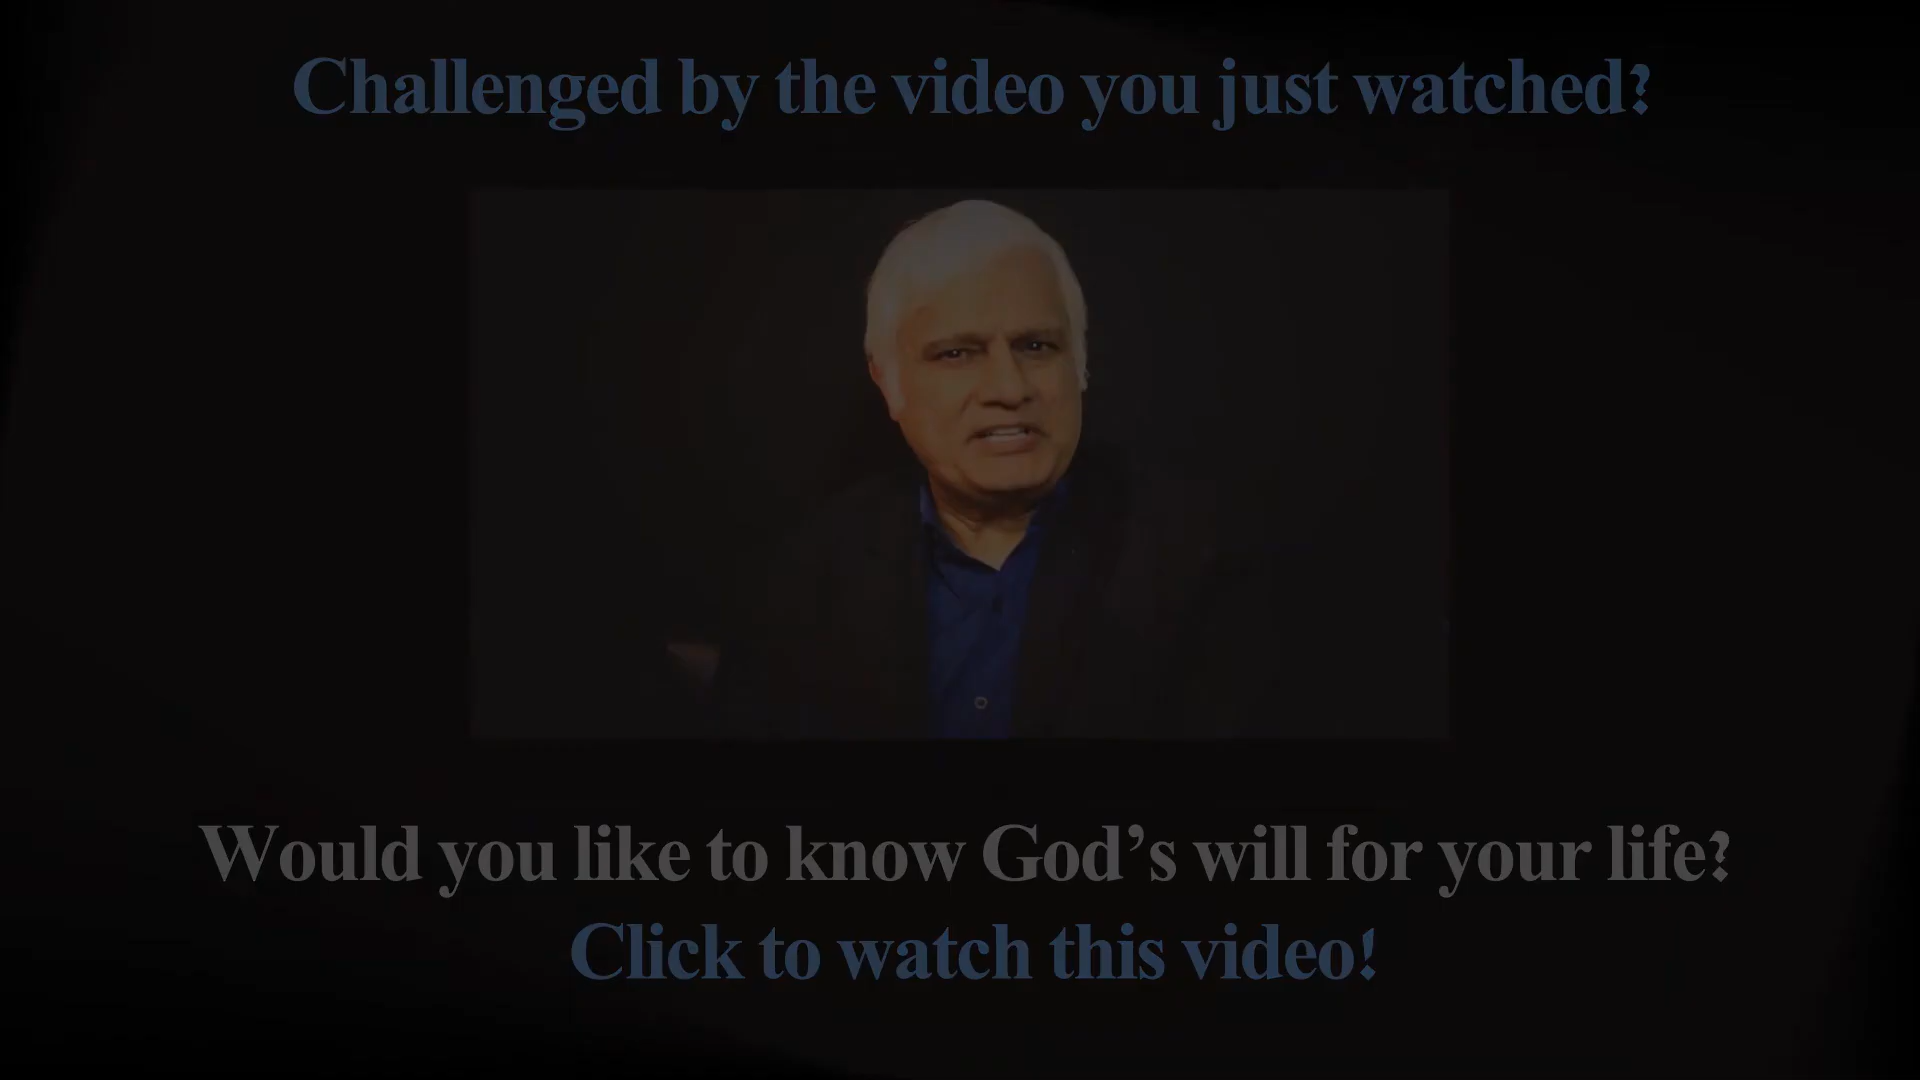 Challenged by the video you just watched?
Would you like to know God’s will for your life?
Click to watch this video!